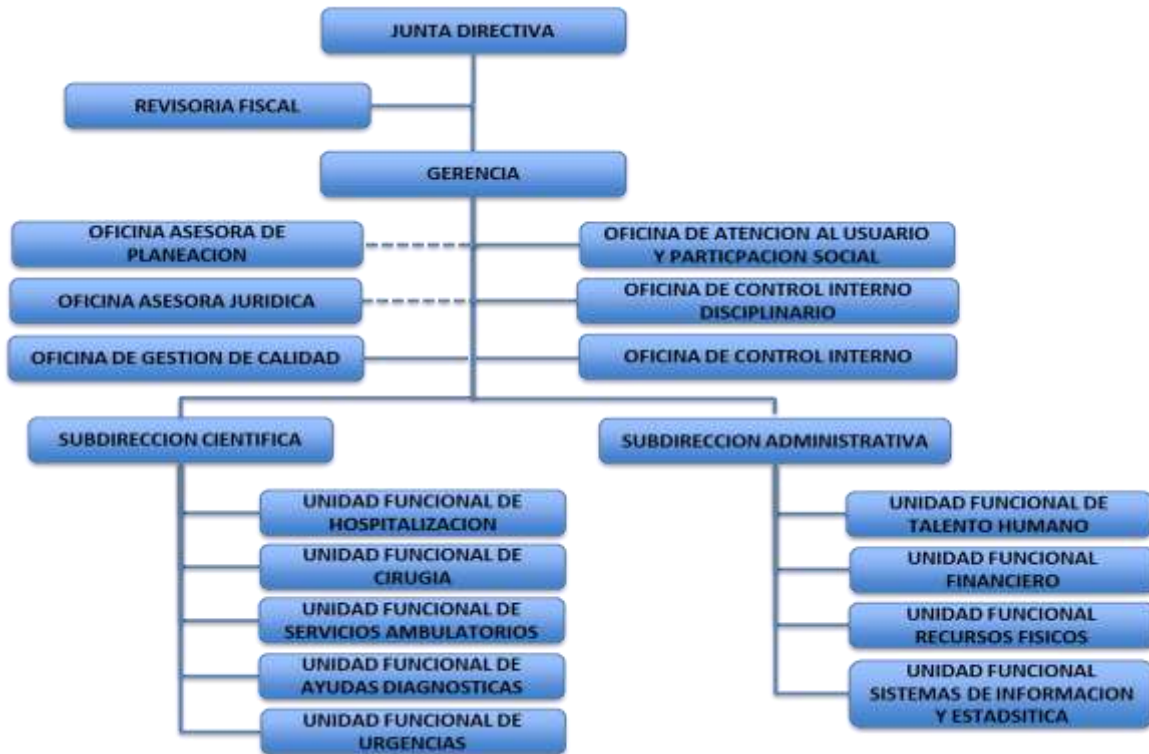 JUNTA DIRECTIVA
REVISORIA FISCAL
GERENCIA
OFICINA ASESORA DE
PLANEACION
OFICINA DE ATENCION AL USUARIO
Y PARTICPACION SOCIAL
OFICINA ASESORA JURIDICA
OFICINA DE CONTROL INTERNO
DISCIPLINARIO
OFICINA DE GESTION DE CALIDAD
OFICINA DE CONTROL INTERNO
SUBDIRECCION CIENTIFICA
UNIDAD FUNCIONAL DE
HOSPITALIZACION
UNIDAD FUNCIONAL DE
CIRUGIA
UNIDAD FUNCIONAL DE
SERVICIOS AMBULATORIOS
UNIDAD FUNCIONAL DE
AYUDAS DIAGNOSTICAS
UNIDAD FUNCIONAL DE
URGENCIAS
SUBDIRECCION ADMINISTRATIVA
UNIDAD FUNCIONAL DE
TALENTO HUMANO
UNIDAD FUNCIONAL
FINANCIERO
UNIDAD FUNCIONAL
RECURSOS FISICOS
UNIDAD FUNCIONAL
SISTEMAS DE INFORMACION
Y ESTADSITICA